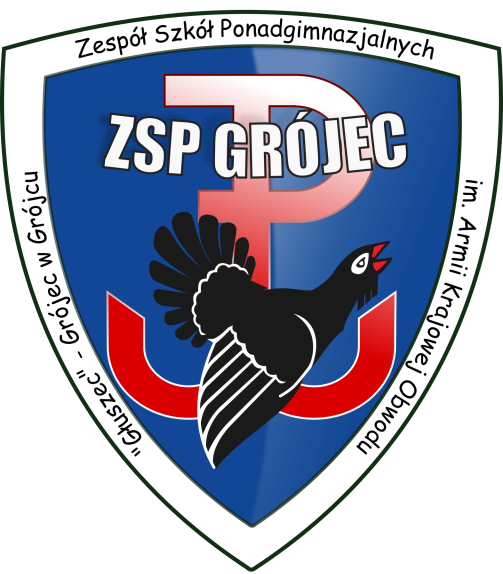 Zespół Szkół Ponadgimnazjalnych
im. Armii Krajowej Obwodu
"Głuszec" - Grójec w Grójcu
ZSP GRÓJEC